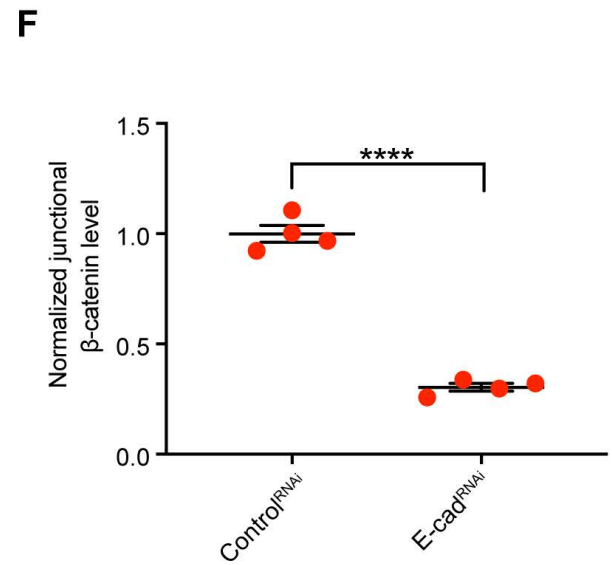 F
Normalized junctional
β-catenin level
1.5
1.0
0.5
0.0
****
Control^RNAi
E-cad^RNAi